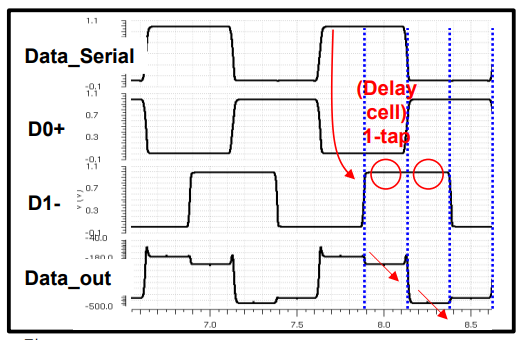 1.1
Data_Serial
-0.1
1.1
0.7
D0+
0.3
-0.1
(Delay
cell)
1-tap
1.1
0.7
D1-
0.3
-0.1
-40.0
-180.0
Data_out
-500.0
7.0 7.5 8.0 8.5